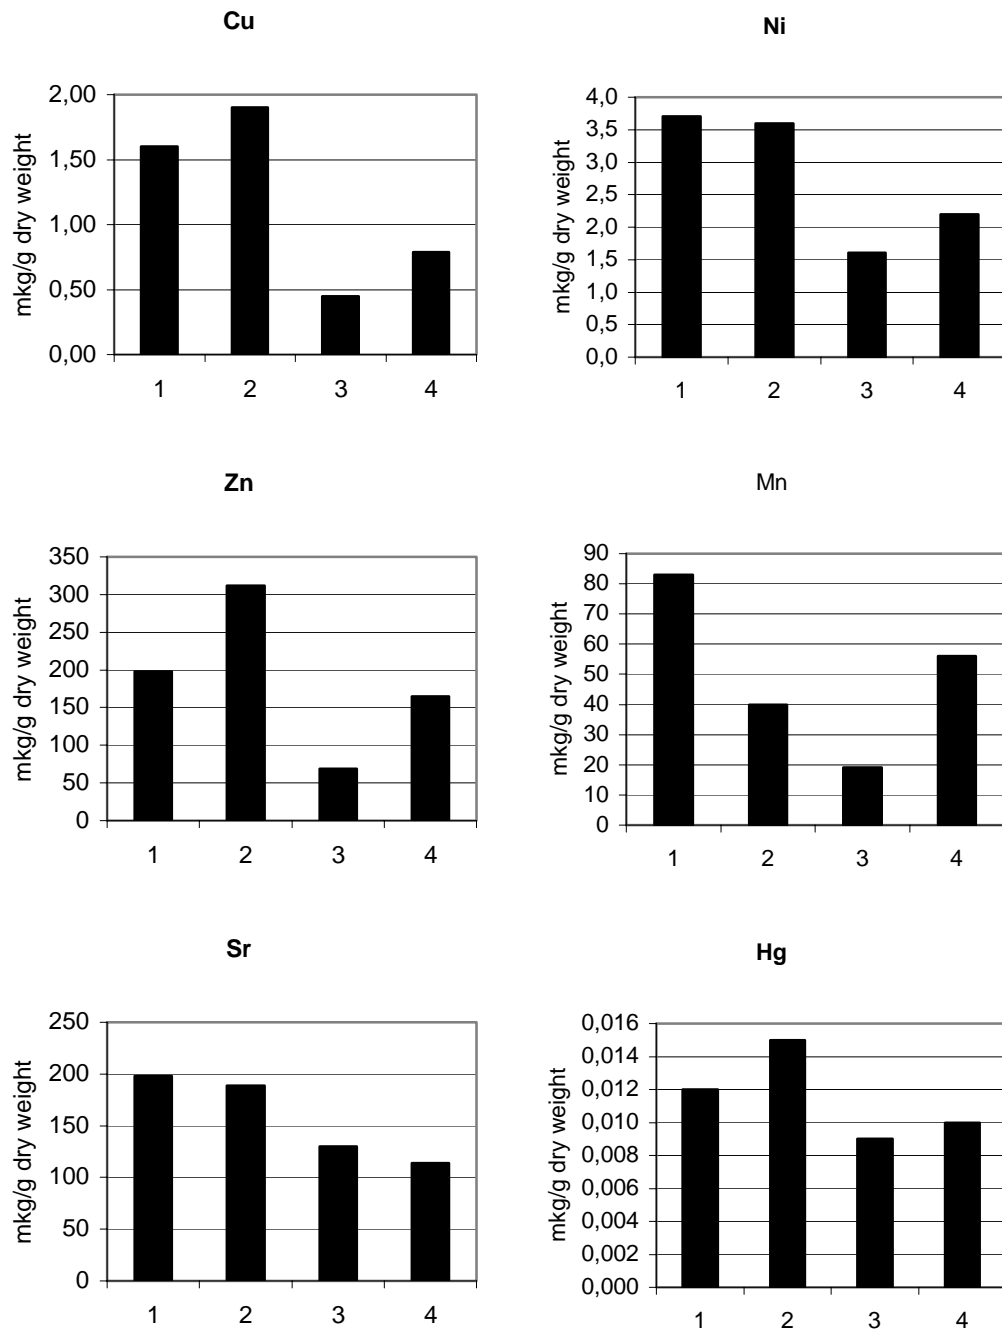 Cu
mkg/g dry weight
2,00
1,50
1,00
0,50
0,00
1 2 3 4
Ni
mkg/g dry weight
4,0
3,5
3,0
2,5
2,0
1,5
1,0
0,5
0,0
1 2 3 4
Zn
mkg/g dry weight
350
300
250
200
150
100
50
0
1 2 3 4
Mn
mkg/g dry weight
90
80
70
60
50
40
30
20
10
0
1 2 3 4
Sr
mkg/g dry weight
250
200
150
100
50
0
1 2 3 4
Hg
mkg/g dry weight
0,016
0,014
0,012
0,010
0,008
0,006
0,004
0,002
0,000
1 2 3 4